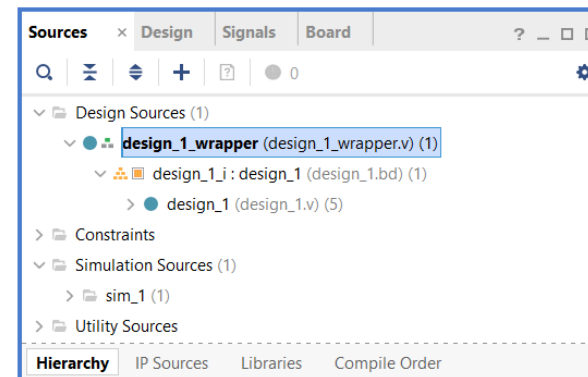 Sources × Design Signals Board ? _
0
Design Sources (1)
design_1_wrapper (design_1_wrapper.v) (1)
design_1_i : design_1 (design_1.bd) (1)
design_1 (design_1.v) (5)
Constraints
Simulation Sources (1)
sim_1 (1)
Utility Sources
Hierarchy IP Sources Libraries Compile Order